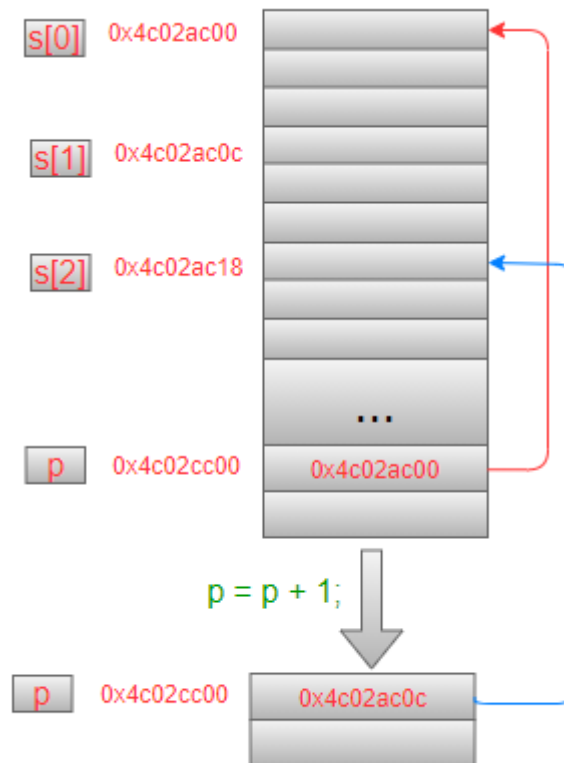 s[0] 0x4c02ac00
s[1] 0x4c02ac0c
s[2] 0x4c02ac18
...
p 0x4c02cc00 0x4c02ac00
p = p + 1;
p 0x4c02cc00 0x4c02ac0c